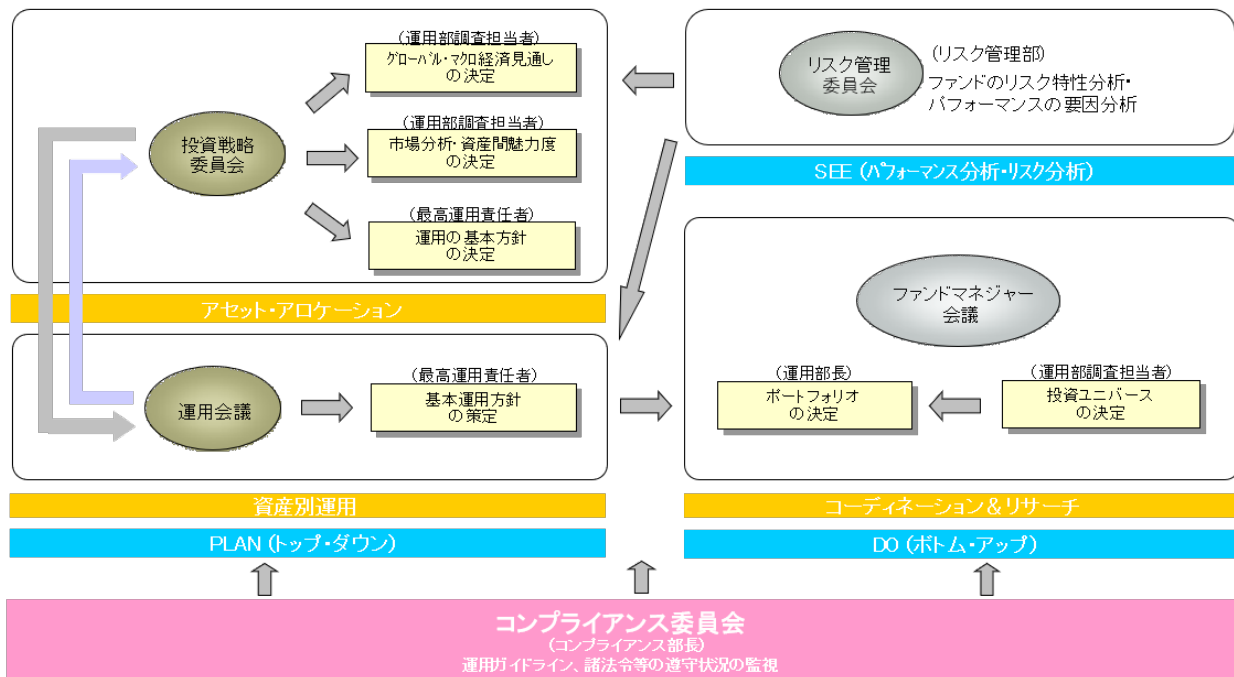 (運用部調査担当者)
グローバル・マクロ経済見通し
の決定
投資戦略
委員会
(運用部調査担当者)
市場分析・資産間魅力度
の決定
(最高運用責任者)
運用の基本方針
の決定
アセット・アロケーション
運用会議
(最高運用責任者)
基本運用方針
の策定
資産別運用
PLAN (トップ・ダウン)
リスク管理
委員会
(リスク管理部)
ファンドのリスク特性分析・
パフォーマンスの要因分析
SEE (パフォーマンス分析・リスク分析)
ファンドマネジャー
会議
(運用部長)
ポートフォリオ
の決定
(運用部調査担当者)
投資ユニバース
の決定
コーディネーション&リサーチ
DO (ボトム・アップ)
コンプライアンス委員会
(コンプライアンス部長)
運用ガイドライン、諸法令等の遵守状況の監視